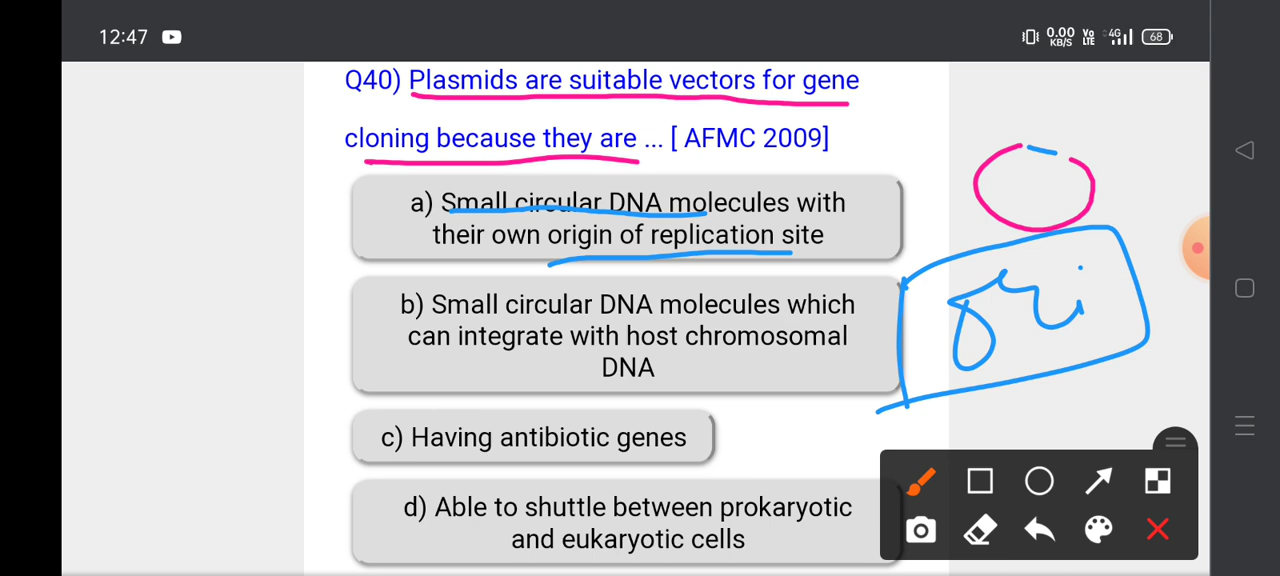 12:47
0.00
KB/S
Vo
LTE
4G
68
Q40) Plasmids are suitable vectors for gene
cloning because they are ... [ AFMC 2009]
a) Small circular DNA molecules with
their own origin of replication site
ori
b) Small circular DNA molecules which
can integrate with host chromosomal
DNA
c) Having antibiotic genes
d) Able to shuttle between prokaryotic
and eukaryotic cells